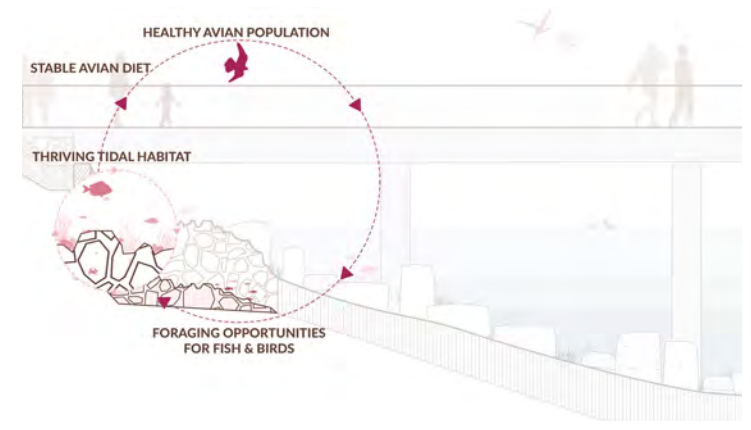 HEALTHY AVIAN POPULATION
STABLE AVIAN DIET
THRIVING TIDAL HABITAT
FORAGING OPPORTUNITIES
FOR FISH & BIRDS